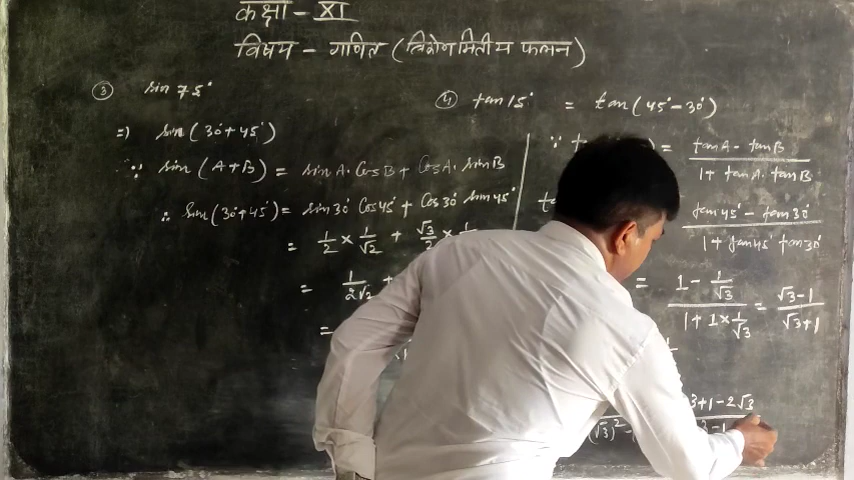 कक्षा - XI
विषय - गणित (त्रिकोणमितीय फलन)
③ sin 75°
=) sin (30°+45°)
∵ sin (A+B) = sin A. Cos B + Cos A. sin B
∴ Sin (30°+45°) = sin 30° Cos 45° + Cos 30° sin 45°
= 1/2 × 1/√2 + √3/2 ×
= 1/2√2
=
④ tan 15° = tan (45°-30°)
∵ = (tan A - tan B)/(1 + tan A. tan B)
(tan 45° - tan 30°)/(1 + tan 45° tan 30°)
= (1 - 1/√3)/(1 + 1×1/√3) = (√3-1)/(√3+1)
3+1-2√3
(√3)² 3-1